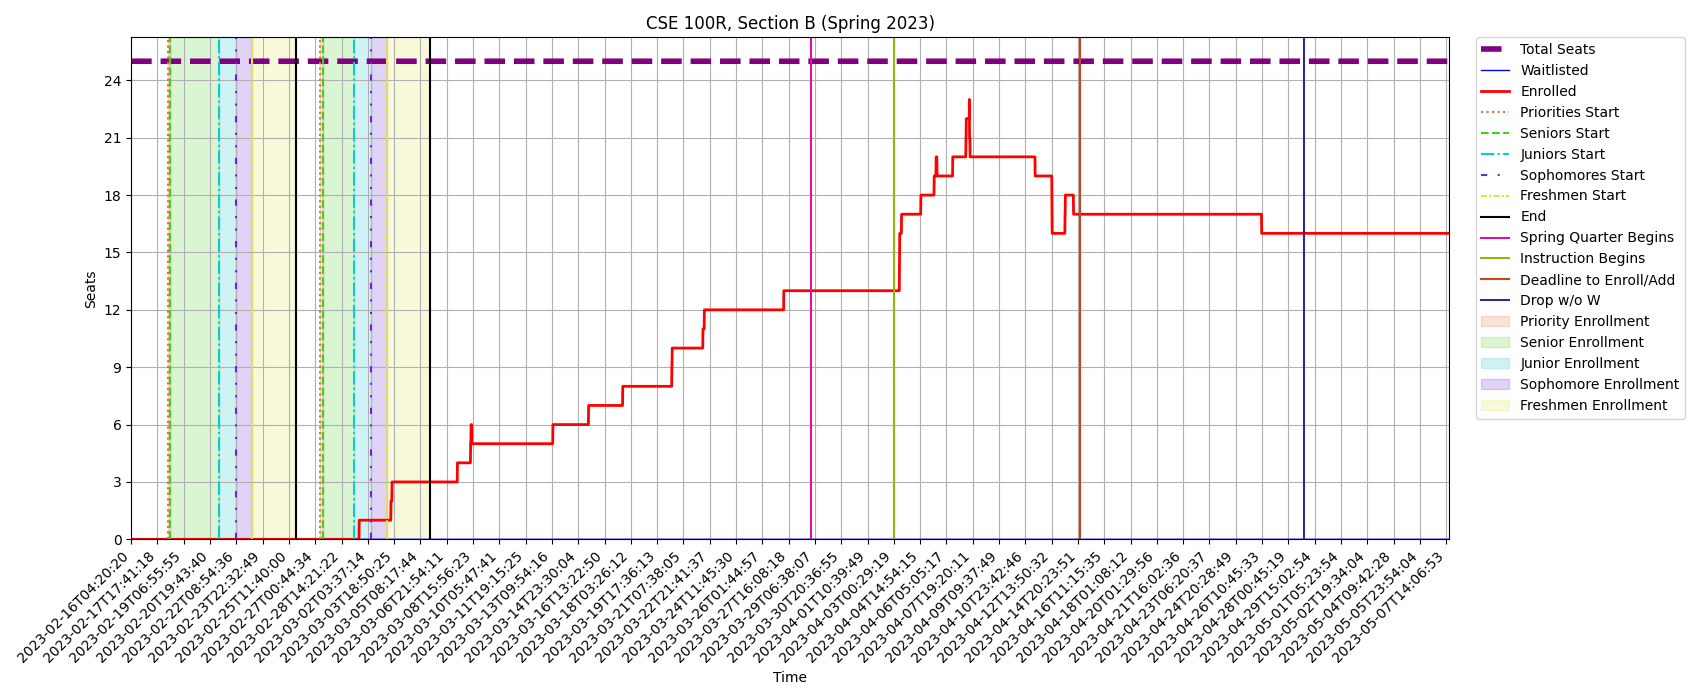 CSE 100R, Section B (Spring 2023)
Seats
24
21
18
15
12
9
6
3
0
2023-02-16T04:20:20
2023-02-17T17:41:18
2023-02-19T06:55:55
2023-02-20T19:43:40
2023-02-22T08:54:36
2023-02-23T22:32:49
2023-02-25T11:40:00
2023-02-27T00:44:34
2023-02-28T14:21:22
2023-03-02T03:37:14
2023-03-03T18:50:25
2023-03-05T08:17:44
2023-03-06T21:54:11
2023-03-08T15:56:23
2023-03-10T05:47:41
2023-03-11T19:15:25
2023-03-13T09:54:16
2023-03-14T23:30:04
2023-03-16T13:22:50
2023-03-18T03:26:12
2023-03-19T17:36:13
2023-03-21T07:38:05
2023-03-22T21:41:37
2023-03-24T11:45:30
2023-03-26T01:44:57
2023-03-27T16:08:18
2023-03-29T06:38:07
2023-03-30T20:36:55
2023-04-01T10:39:49
2023-04-03T00:29:19
2023-04-04T14:54:15
2023-04-06T05:05:17
2023-04-07T19:20:11
2023-04-09T09:37:49
2023-04-10T23:42:46
2023-04-12T13:50:32
2023-04-14T20:23:51
2023-04-16T11:15:35
2023-04-18T01:08:12
2023-04-20T01:29:56
2023-04-21T16:02:36
2023-04-23T06:20:37
2023-04-24T20:28:49
2023-04-26T10:45:33
2023-04-28T00:45:19
2023-04-29T15:02:54
2023-05-01T05:23:54
2023-05-02T19:34:04
2023-05-04T09:42:28
2023-05-05T23:54:04
2023-05-07T14:06:53
Time
Total Seats
Waitlisted
Enrolled
Priorities Start
Seniors Start
Juniors Start
Sophomores Start
Freshmen Start
End
Spring Quarter Begins
Instruction Begins
Deadline to Enroll/Add
Drop w/o W
Priority Enrollment
Senior Enrollment
Junior Enrollment
Sophomore Enrollment
Freshmen Enrollment